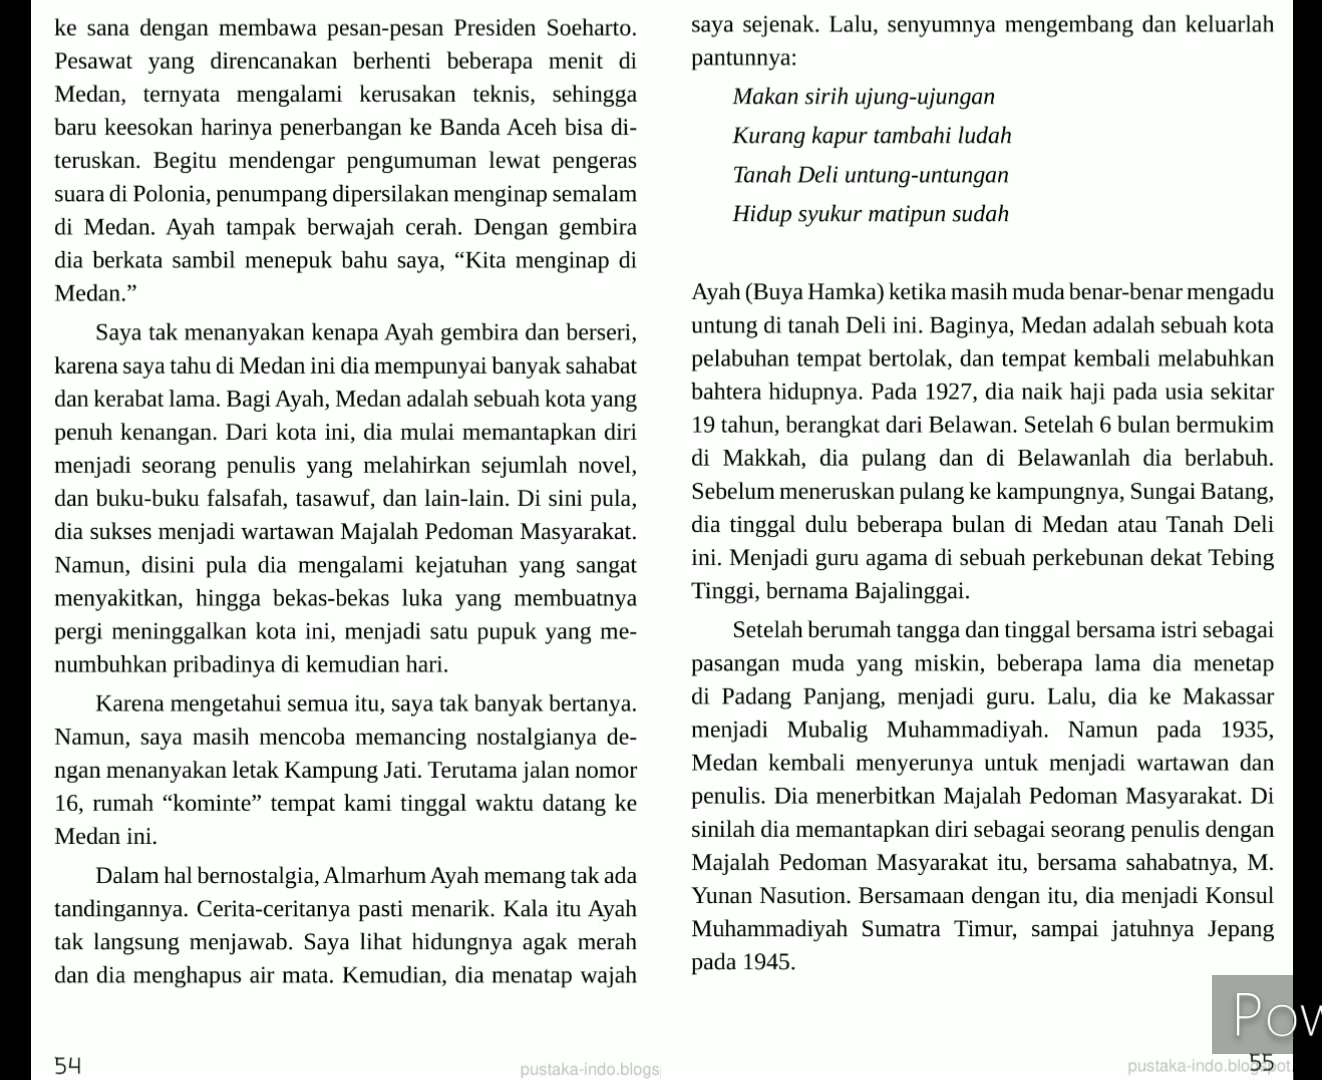 ke sana dengan membawa pesan-pesan Presiden Soeharto.
Pesawat yang direncanakan berhenti beberapa menit di
Medan, ternyata mengalami kerusakan teknis, sehingga
baru keesokan harinya penerbangan ke Banda Aceh bisa di-
teruskan. Begitu mendengar pengumuman lewat pengeras
suara di Polonia, penumpang dipersilakan menginap semalam
di Medan. Ayah tampak berwajah cerah. Dengan gembira
dia berkata sambil menepuk bahu saya, “Kita menginap di
Medan.”
Saya tak menanyakan kenapa Ayah gembira dan berseri,
karena saya tahu di Medan ini dia mempunyai banyak sahabat
dan kerabat lama. Bagi Ayah, Medan adalah sebuah kota yang
penuh kenangan. Dari kota ini, dia mulai memantapkan diri
menjadi seorang penulis yang melahirkan sejumlah novel,
dan buku-buku falsafah, tasawuf, dan lain-lain. Di sini pula,
dia sukses menjadi wartawan Majalah Pedoman Masyarakat.
Namun, disini pula dia mengalami kejatuhan yang sangat
menyakitkan, hingga bekas-bekas luka yang membuatnya
pergi meninggalkan kota ini, menjadi satu pupuk yang me-
numbuhkan pribadinya di kemudian hari.
Karena mengetahui semua itu, saya tak banyak bertanya.
Namun, saya masih mencoba memancing nostalgianya de-
ngan menanyakan letak Kampung Jati. Terutama jalan nomor
16, rumah “kominte” tempat kami tinggal waktu datang ke
Medan ini.
Dalam hal bernostalgia, Almarhum Ayah memang tak ada
tandingannya. Cerita-ceritanya pasti menarik. Kala itu Ayah
tak langsung menjawab. Saya lihat hidungnya agak merah
dan dia menghapus air mata. Kemudian, dia menatap wajah
54
pustaka-indo.blogs
saya sejenak. Lalu, senyumnya mengembang dan keluarlah
pantunnya:
Makan sirih ujung-ujungan
Kurang kapur tambahi ludah
Tanah Deli untung-untungan
Hidup syukur matipun sudah
Ayah (Buya Hamka) ketika masih muda benar-benar mengadu
untung di tanah Deli ini. Baginya, Medan adalah sebuah kota
pelabuhan tempat bertolak, dan tempat kembali melabuhkan
bahtera hidupnya. Pada 1927, dia naik haji pada usia sekitar
19 tahun, berangkat dari Belawan. Setelah 6 bulan bermukim
di Makkah, dia pulang dan di Belawanlah dia berlabuh.
Sebelum meneruskan pulang ke kampungnya, Sungai Batang,
dia tinggal dulu beberapa bulan di Medan atau Tanah Deli
ini. Menjadi guru agama di sebuah perkebunan dekat Tebing
Tinggi, bernama Bajalinggai.
Setelah berumah tangga dan tinggal bersama istri sebagai
pasangan muda yang miskin, beberapa lama dia menetap
di Padang Panjang, menjadi guru. Lalu, dia ke Makassar
menjadi Mubalig Muhammadiyah. Namun pada 1935,
Medan kembali menyerunya untuk menjadi wartawan dan
penulis. Dia menerbitkan Majalah Pedoman Masyarakat. Di
sinilah dia memantapkan diri sebagai seorang penulis dengan
Majalah Pedoman Masyarakat itu, bersama sahabatnya, M.
Yunan Nasution. Bersamaan dengan itu, dia menjadi Konsul
Muhammadiyah Sumatra Timur, sampai jatuhnya Jepang
pada 1945.
Pow
55